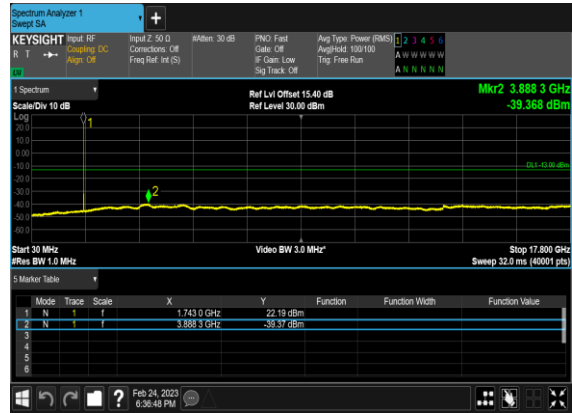 Spectrum Analyzer 1
Swept SA
+
KEYSIGHT Input: RF Input Z: 50 Ω #Atten: 30 dB PNO: Fast Avg Type: Power (RMS) 1 2 3 4 5 6
R T Coupling: DC Corrections: Off Gate: Off Avg|Hold: 100/100 A W W W W W
Align: Off Freq Ref: Int (S) IF Gain: Low Trig: Free Run
Sig Track: Off A N N N N N
1 Spectrum Ref Lvl Offset 15.40 dB Mkr2 3.888 3 GHz
Scale/Div 10 dB Ref Level 30.00 dBm -39.368 dBm
Log
20.0
10.0
0.00
-10.0
-20.0
-30.0
-40.0
-50.0
-60.0
1
2
DL1 -13.00 dBm
Start 30 MHz Video BW 3.0 MHz* Stop 17.800 GHz
#Res BW 1.0 MHz Sweep 32.0 ms (40001 pts)
5 Marker Table
Mode Trace Scale X Y Function Function Width Function Value
1 N 1 f 1.743 0 GHz 22.19 dBm
2 N 1 f 3.888 3 GHz -39.37 dBm
3
4
5
6
? Feb 24, 2023
6:36:48 PM